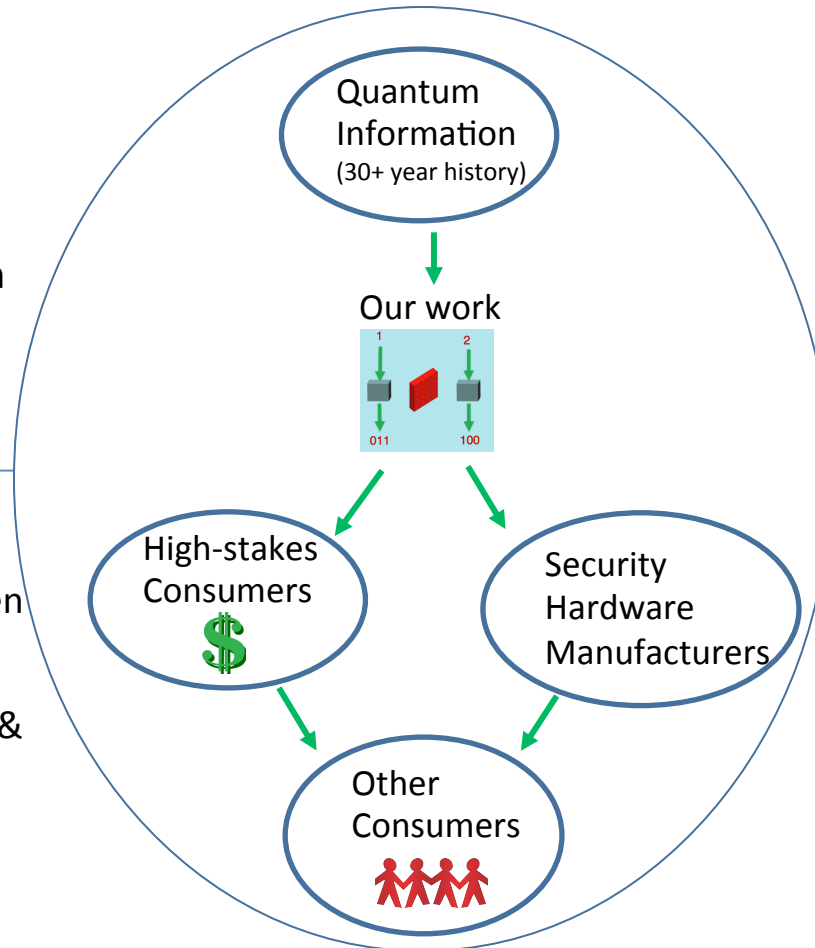 Quantum
Information
(30+ year history)
Our work
1 2
011 100
High-stakes
Consumers
$
Security
Hardware
Manufacturers
&
Other
Consumers